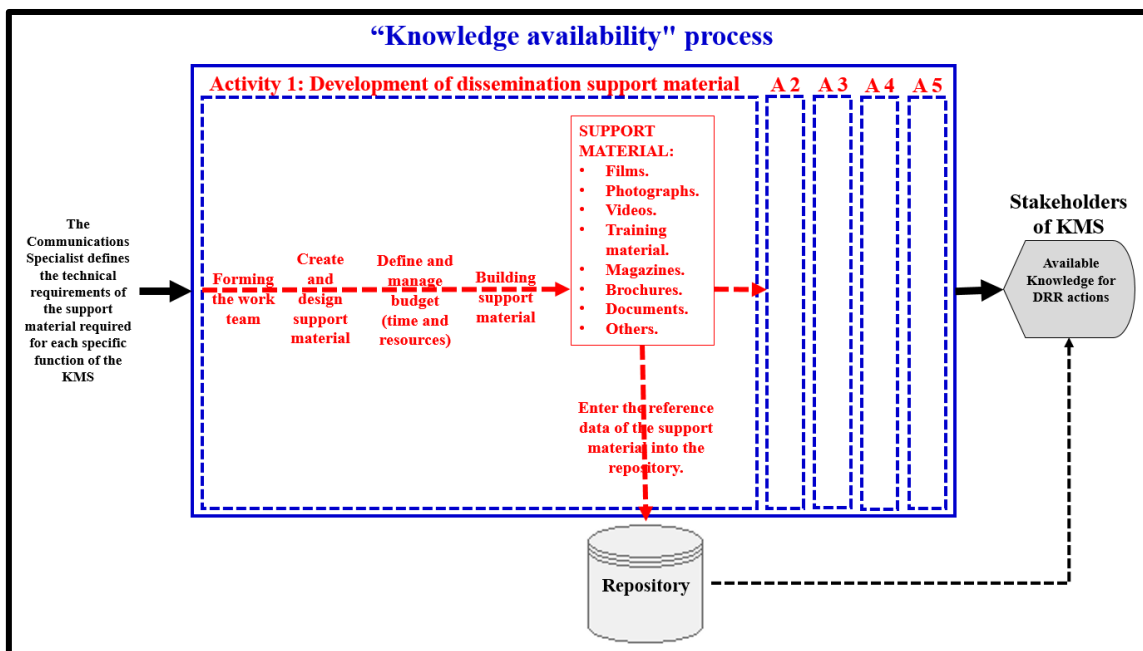 “Knowledge availability" process
Activity 1: Development of dissemination support material
A 2
A 3
A 4
A 5
The
Communications
Specialist defines
the technical
requirements of
the support
material required
for each specific
function of the
KMS
Forming
the work
team
Create
and
design
support
material
Define and
manage
budget
(time and
resources)
Building
support
material
SUPPORT
MATERIAL:
• Films.
• Photographs.
• Videos.
• Training
material.
• Magazines.
• Brochures.
• Documents.
• Others.
Enter the reference
data of the support
material into the
repository.
Repository
Stakeholders
of KMS
Available
Knowledge for
DRR actions